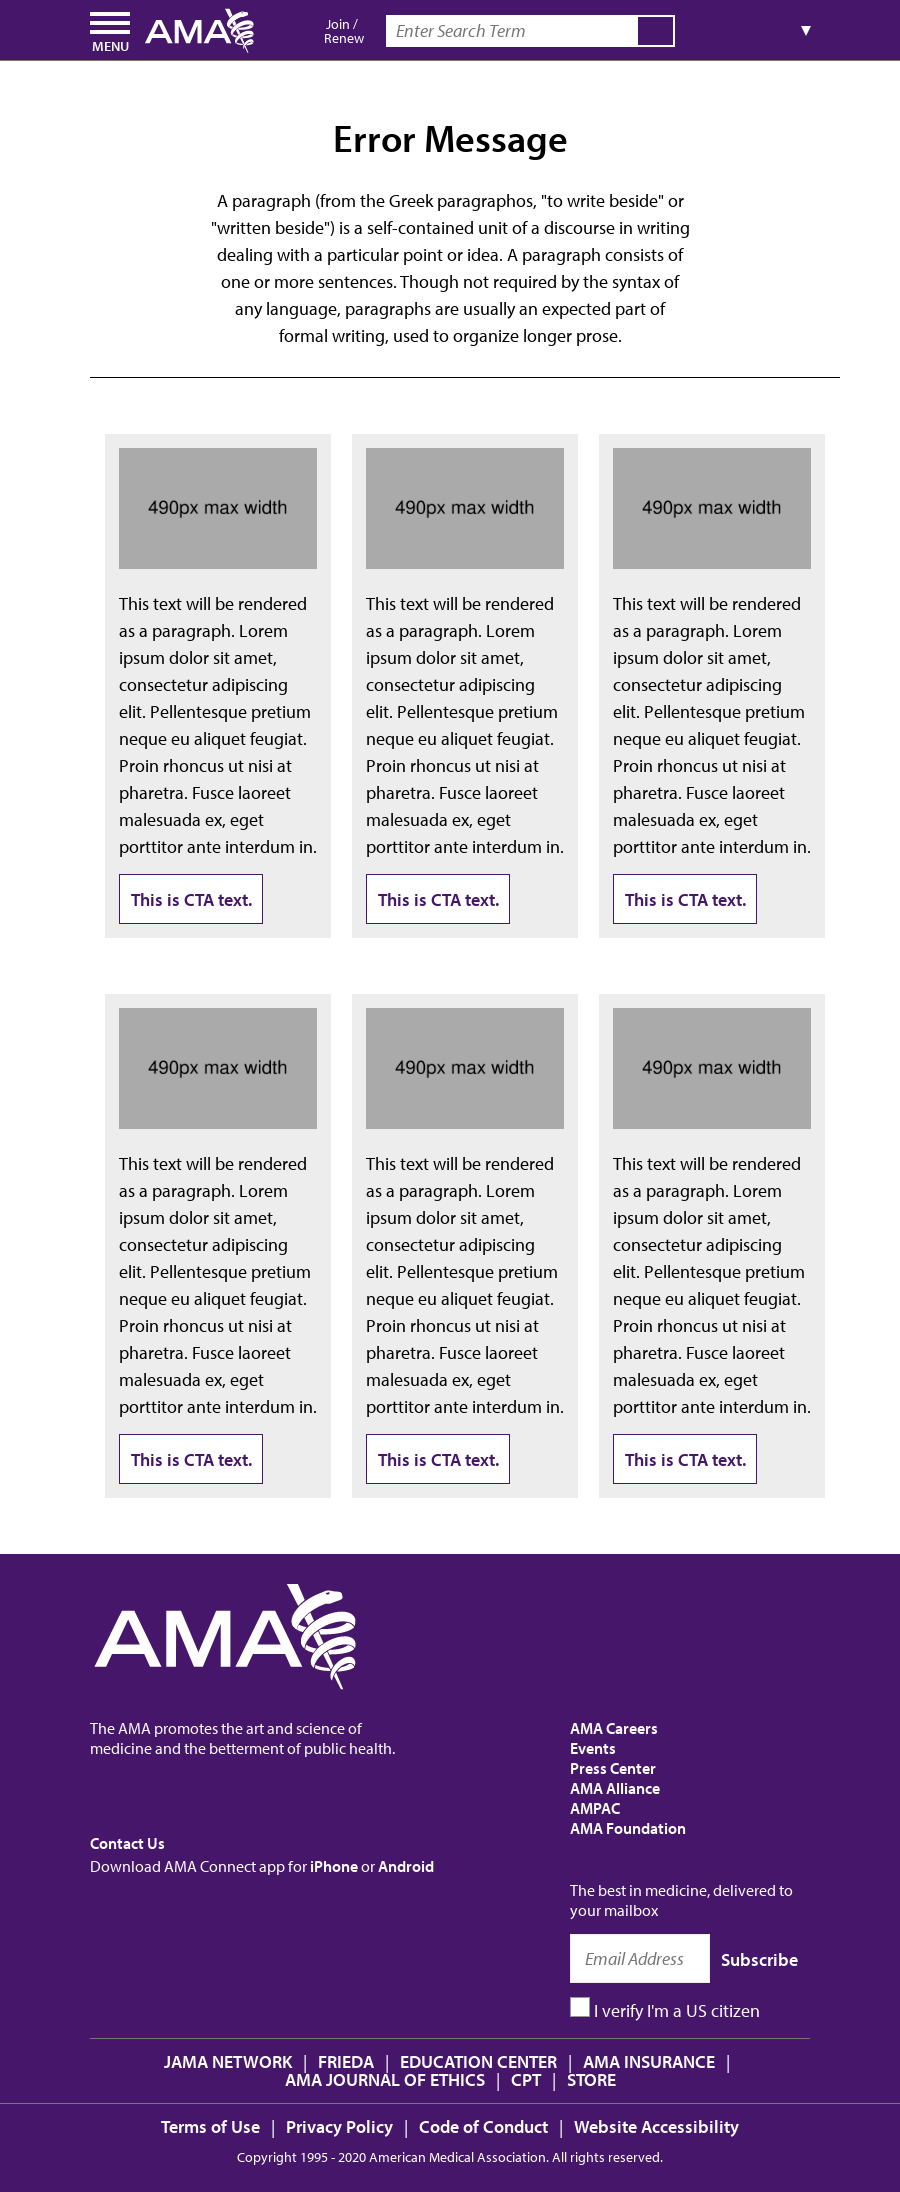 MENU
AMA
Join /
Renew
Enter Search Term
▼
Error Message
A paragraph (from the Greek paragraphos, "to write beside" or
"written beside") is a self-contained unit of a discourse in writing
dealing with a particular point or idea. A paragraph consists of
one or more sentences. Though not required by the syntax of
any language, paragraphs are usually an expected part of
formal writing, used to organize longer prose.
490px max width
This text will be rendered
as a paragraph. Lorem
ipsum dolor sit amet,
consectetur adipiscing
elit. Pellentesque pretium
neque eu aliquet feugiat.
Proin rhoncus ut nisi at
pharetra. Fusce laoreet
malesuada ex, eget
porttitor ante interdum in.
This is CTA text.
490px max width
This text will be rendered
as a paragraph. Lorem
ipsum dolor sit amet,
consectetur adipiscing
elit. Pellentesque pretium
neque eu aliquet feugiat.
Proin rhoncus ut nisi at
pharetra. Fusce laoreet
malesuada ex, eget
porttitor ante interdum in.
This is CTA text.
490px max width
This text will be rendered
as a paragraph. Lorem
ipsum dolor sit amet,
consectetur adipiscing
elit. Pellentesque pretium
neque eu aliquet feugiat.
Proin rhoncus ut nisi at
pharetra. Fusce laoreet
malesuada ex, eget
porttitor ante interdum in.
This is CTA text.
490px max width
This text will be rendered
as a paragraph. Lorem
ipsum dolor sit amet,
consectetur adipiscing
elit. Pellentesque pretium
neque eu aliquet feugiat.
Proin rhoncus ut nisi at
pharetra. Fusce laoreet
malesuada ex, eget
porttitor ante interdum in.
This is CTA text.
490px max width
This text will be rendered
as a paragraph. Lorem
ipsum dolor sit amet,
consectetur adipiscing
elit. Pellentesque pretium
neque eu aliquet feugiat.
Proin rhoncus ut nisi at
pharetra. Fusce laoreet
malesuada ex, eget
porttitor ante interdum in.
This is CTA text.
490px max width
This text will be rendered
as a paragraph. Lorem
ipsum dolor sit amet,
consectetur adipiscing
elit. Pellentesque pretium
neque eu aliquet feugiat.
Proin rhoncus ut nisi at
pharetra. Fusce laoreet
malesuada ex, eget
porttitor ante interdum in.
This is CTA text.
AMA
The AMA promotes the art and science of
medicine and the betterment of public health.
Contact Us
Download AMA Connect app for iPhone or Android
AMA Careers
Events
Press Center
AMA Alliance
AMPAC
AMA Foundation
The best in medicine, delivered to
your mailbox
Email Address
Subscribe
I verify I'm a US citizen
JAMA NETWORK | FRIEDA | EDUCATION CENTER | AMA INSURANCE |
AMA JOURNAL OF ETHICS | CPT | STORE
Terms of Use | Privacy Policy | Code of Conduct | Website Accessibility
Copyright 1995 - 2020 American Medical Association. All rights reserved.